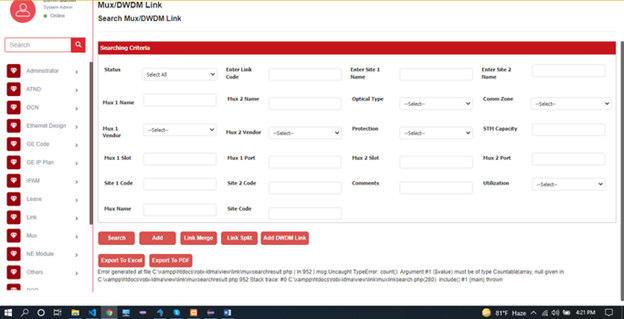 System Admin
Online
Mux/DWDM Link
Search Mux/DWDM Link
Search
Searching Criteria
Administrator
ATND
DCN
Ethernet Design
GE Code
GE IP Plan
IPAM
Lease
Link
Mux
NE Module
Others
Status Select All Enter Link Code Enter Site 1 Name Enter Site 2 Name
Mux 1 Name Mux 2 Name Optical Type --Select-- Comm Zone --Select--
Mux 1 Vendor --Select-- Mux 2 Vendor --Select-- Protection --Select-- STM Capacity
Mux 1 Slot Mux 1 Port Mux 2 Slot Mux 2 Port
Site 1 Code Site 2 Code Comments Utilization --Select--
Mux Name Site Code
Search Add Link Merge Link Split Add DWDM Link
Export To Excel Export To PDF
Error generated at file C:\xampp\htdocs\robi-ldma\view\link\muxsearchresult.php | ln:952 | msg:Uncaught TypeError: count(): Argument #1 ($value) must be of type Countable|array, null given in
C:\xampp\htdocs\robi-ldma\view\link\muxsearchresult.php:952 Stack trace: #0 C:\xampp\htdocs\robi-ldma\view\link\muxlinksearch.php(280): include() #1 {main} thrown
81°F Haze 4:21 PM